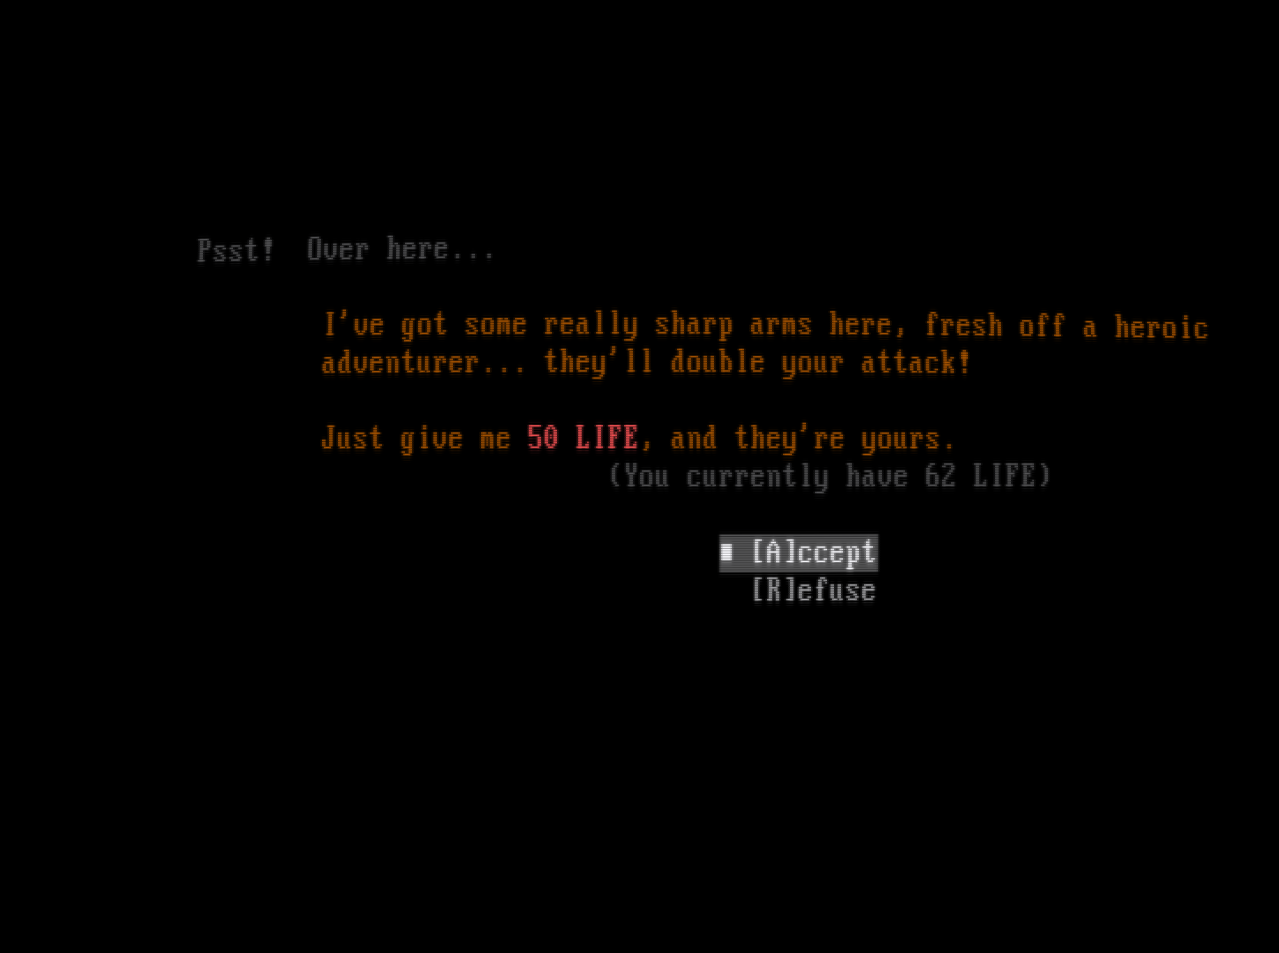 Psst!  Over here...
I've got some really sharp arms here, fresh off a heroic
adventurer... they'll double your attack!
Just give me 50 LIFE, and they're yours.
(You currently have 62 LIFE)
[A]ccept
[R]efuse